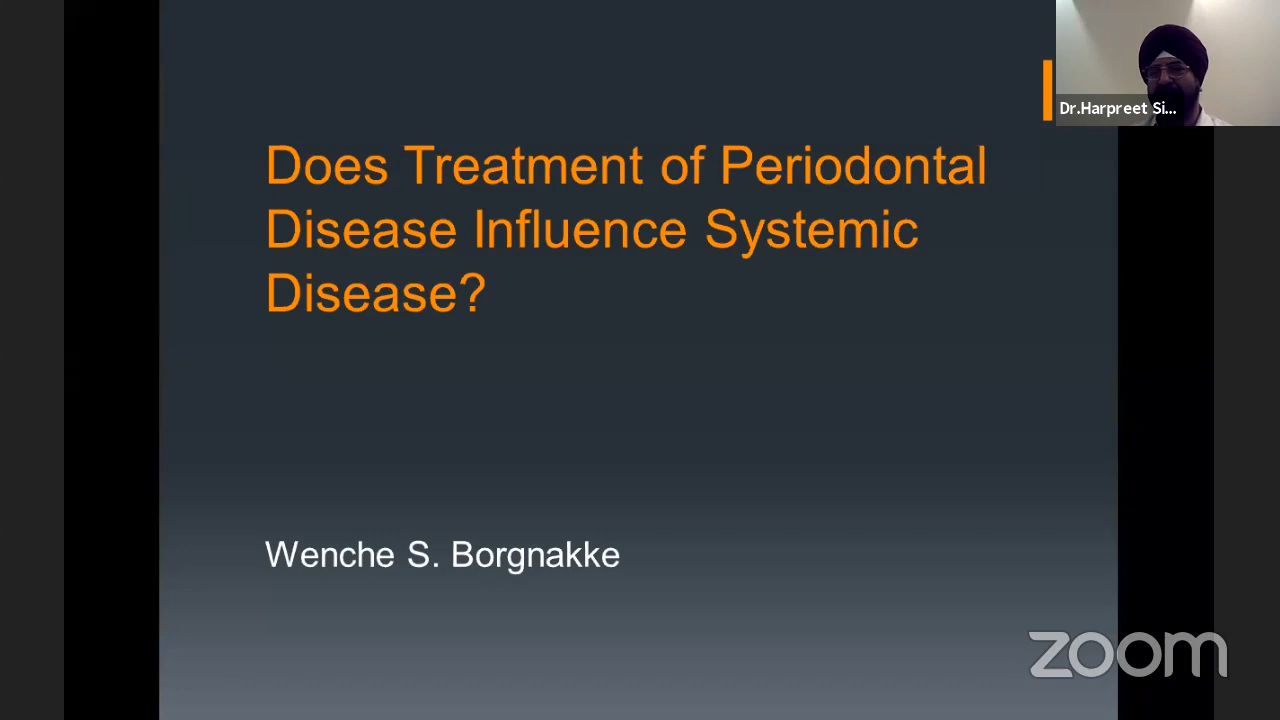 Dr.Harpreet Si...
Does Treatment of Periodontal
Disease Influence Systemic
Disease?
Wenche S. Borgnakke
zoom